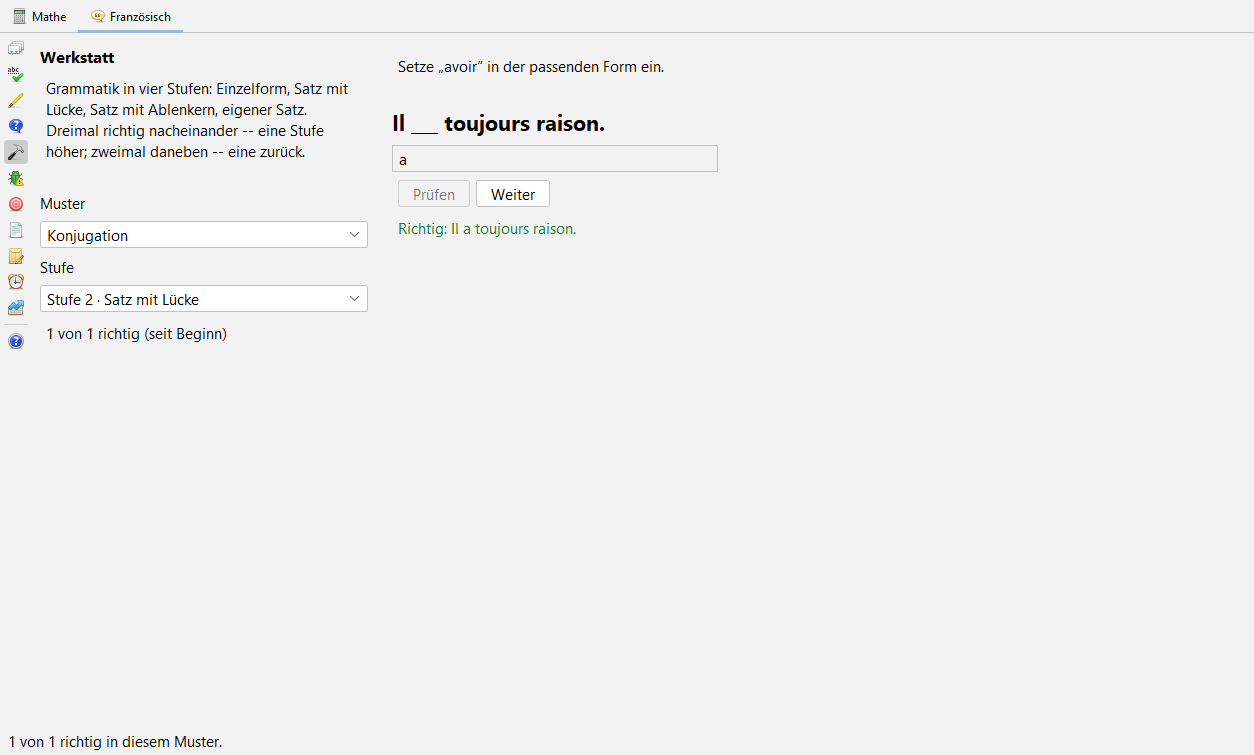 Mathe
Französisch
abc
Werkstatt
Grammatik in vier Stufen: Einzelform, Satz mit
Lücke, Satz mit Ablenkern, eigener Satz.
Dreimal richtig nacheinander -- eine Stufe
höher; zweimal daneben -- eine zurück.
Muster
Konjugation
Stufe
Stufe 2 · Satz mit Lücke
1 von 1 richtig (seit Beginn)
Setze „avoir“ in der passenden Form ein.
Il ___ toujours raison.
a
Prüfen
Weiter
Richtig: Il a toujours raison.
1 von 1 richtig in diesem Muster.